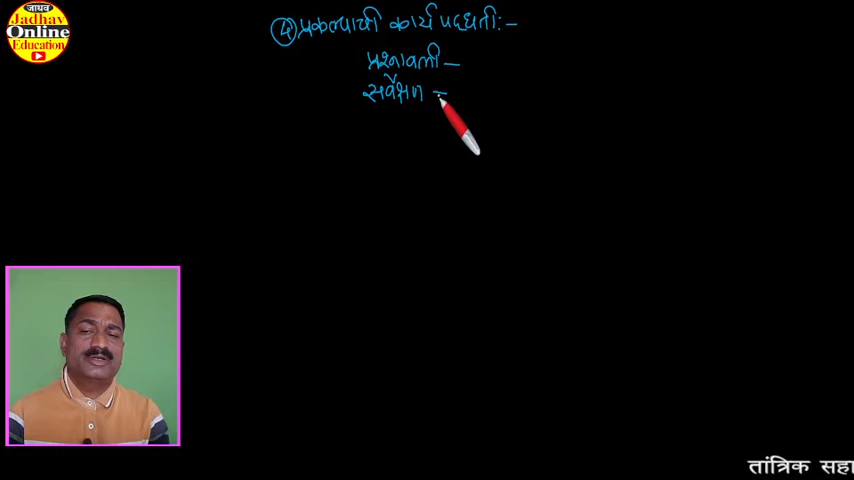 जाधव
Jadhav
Online
Education
४ प्रकल्पाची कार्य पद्धती :-
प्रश्नावली -
सर्वेक्षण -
तांत्रिक सहा